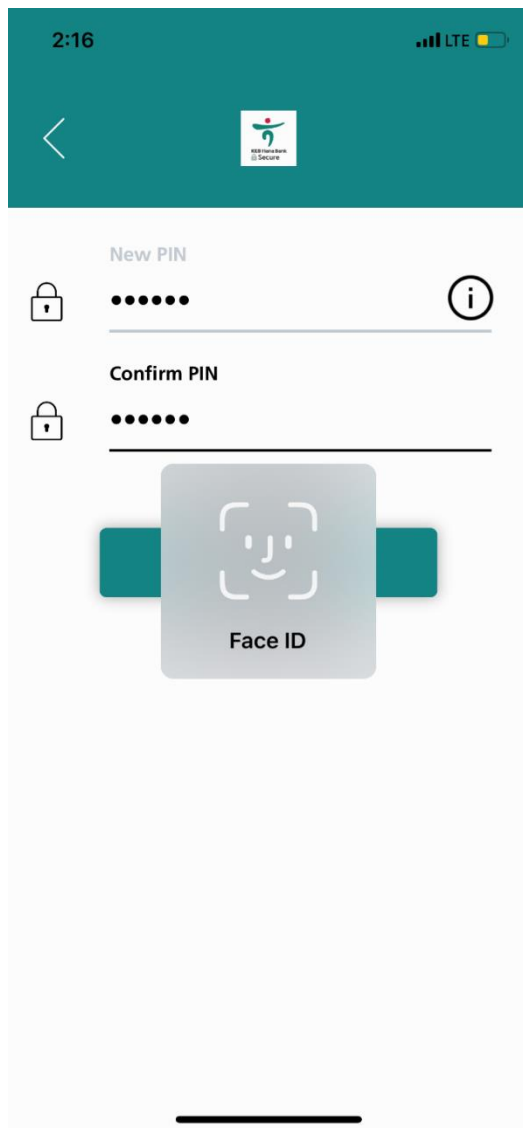 2:16
LTE
KEB Hana Bank
Secure
New PIN
••••••
i
Confirm PIN
••••••
Face ID